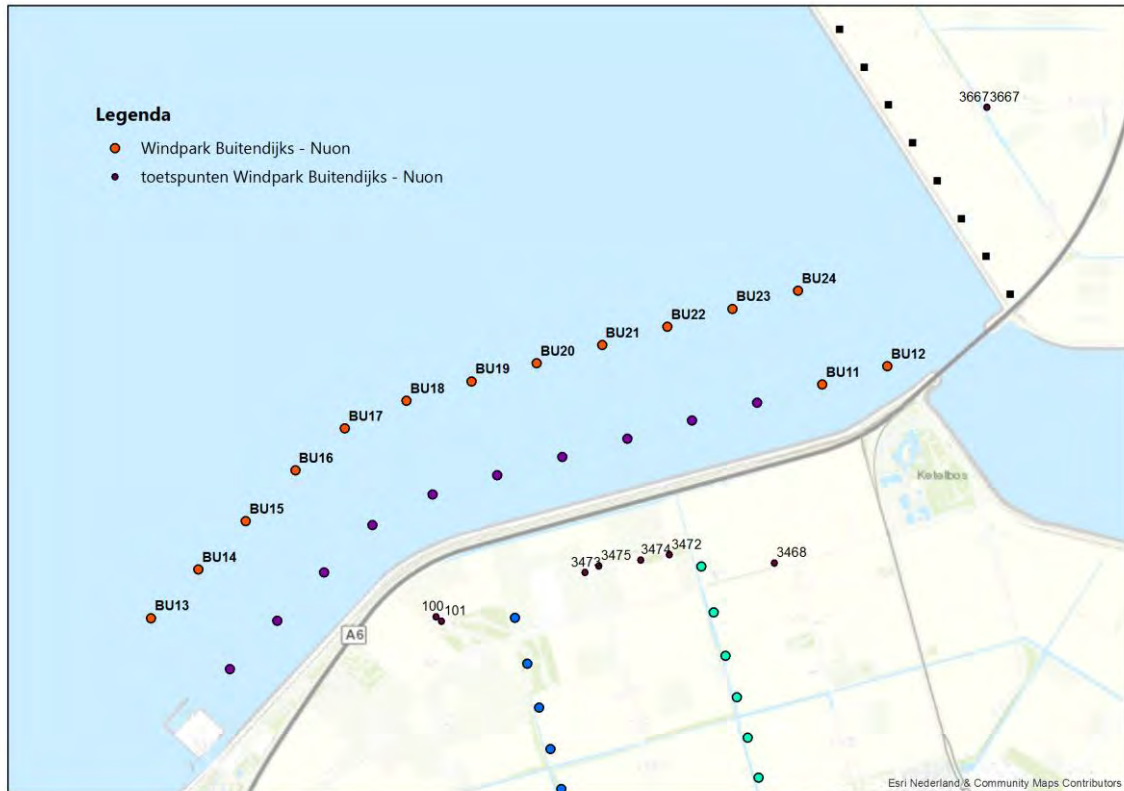 36673667
Legenda
Windpark Buitendijks - Nuon
toetspunten Windpark Buitendijks - Nuon
BU24
BU23
BU22
BU21
BU20
BU12
BU19
BU11
BU18
BU17
BU16
Ketelbos
BU15
3472
3475
3474
3473
3468
BU14
BU13
100
101
A6
Esri Nederland & Community Maps Contributors